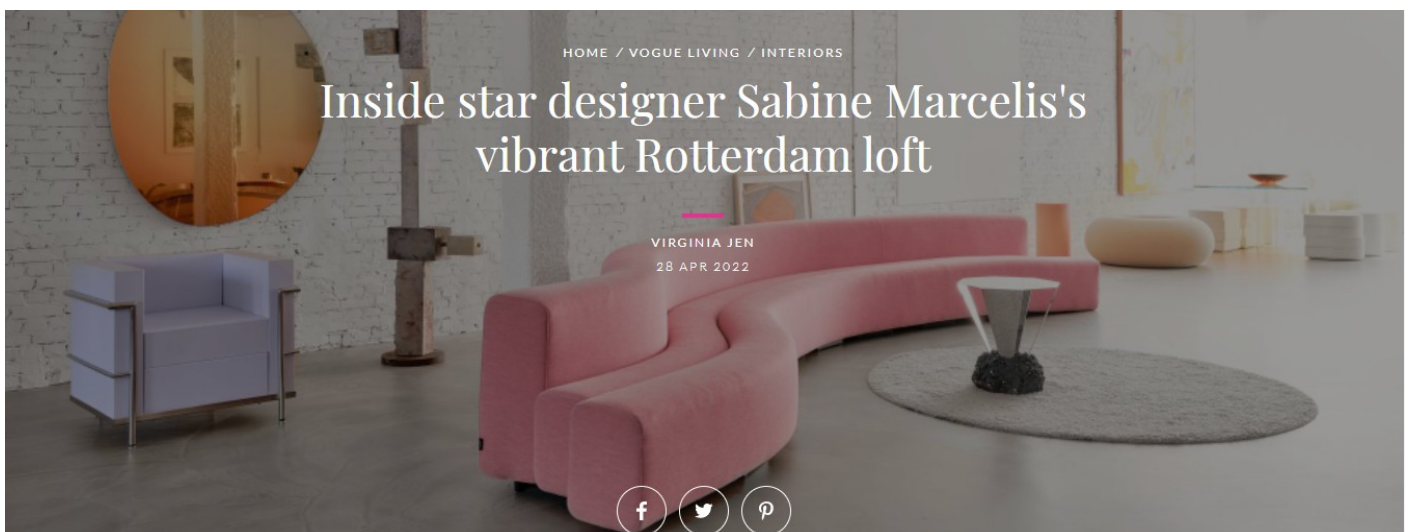 HOME / VOGUE LIVING / INTERIORS
Inside star designer Sabine Marcelis's
vibrant Rotterdam loft
VIRGINIA JEN
28 APR 2022